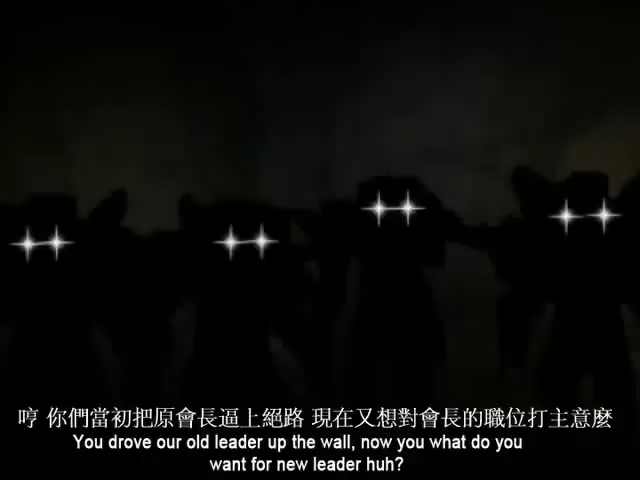 哼 你們當初把原會長逼上絕路 現在又想對會長的職位打主意麼
You drove our old leader up the wall, now you what do you
want for new leader huh?